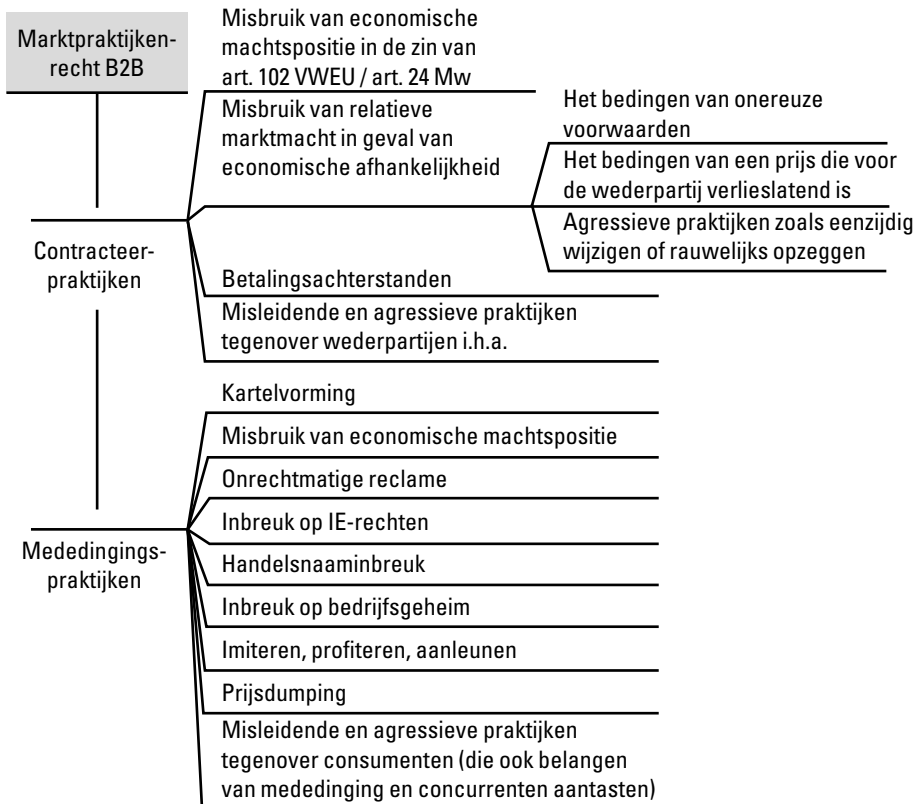 Marktpraktijken-
recht B2B
Misbruik van economische
machtspositie in de zin van
art. 102 VWEU / art. 24 Mw
Misbruik van relatieve
marktmacht in geval van
economische afhankelijkheid
Het bedingen van onereuze
voorwaarden
Het bedingen van een prijs die voor
de wederpartij verlieslatend is
Agressieve praktijken zoals eenzijdig
wijzigen of rauwelijks opzeggen
Contracteer-
praktijken
Betalingsachterstanden
Misleidende en agressieve praktijken
tegenover wederpartijen i.h.a.
Kartelvorming
Misbruik van economische machtspositie
Onrechtmatige reclame
Inbreuk op IE-rechten
Mededingings-
praktijken
Handelsnaaminbreuk
Inbreuk op bedrijfsgeheim
Imiteren, profiteren, aanleunen
Prijsdumping
Misleidende en agressieve praktijken
tegenover consumenten (die ook belangen
van mededinging en concurrenten aantasten)